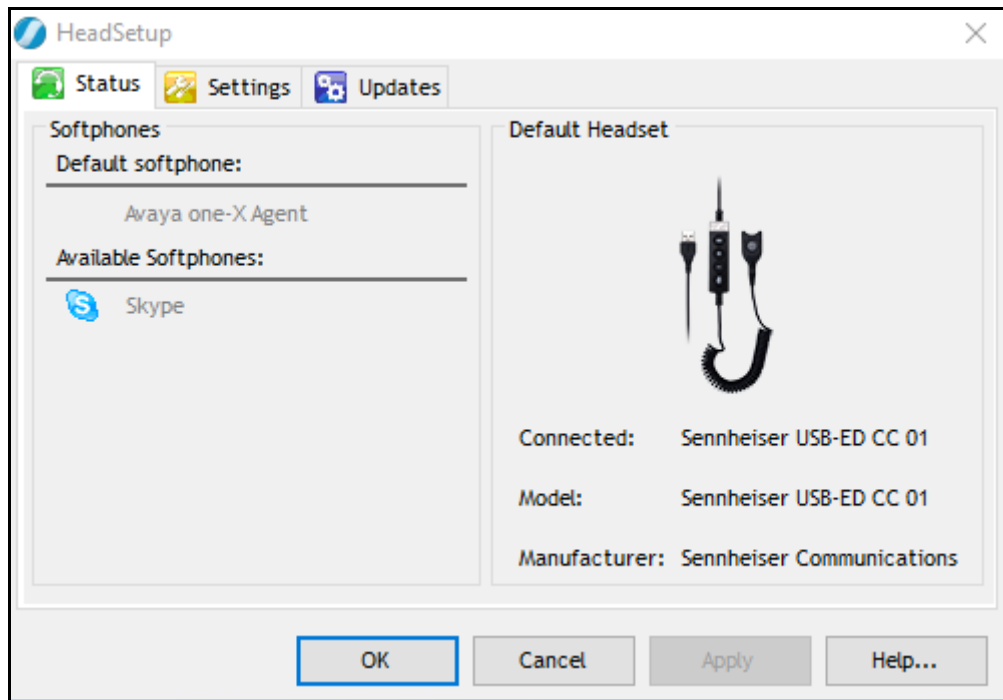 HeadSetup
Status Settings Updates
Softphones
Default softphone:
Avaya one-X Agent
Available Softphones:
Skype
Default Headset
Connected: Sennheiser USB-ED CC 01
Model: Sennheiser USB-ED CC 01
Manufacturer: Sennheiser Communications
OK Cancel Apply Help...